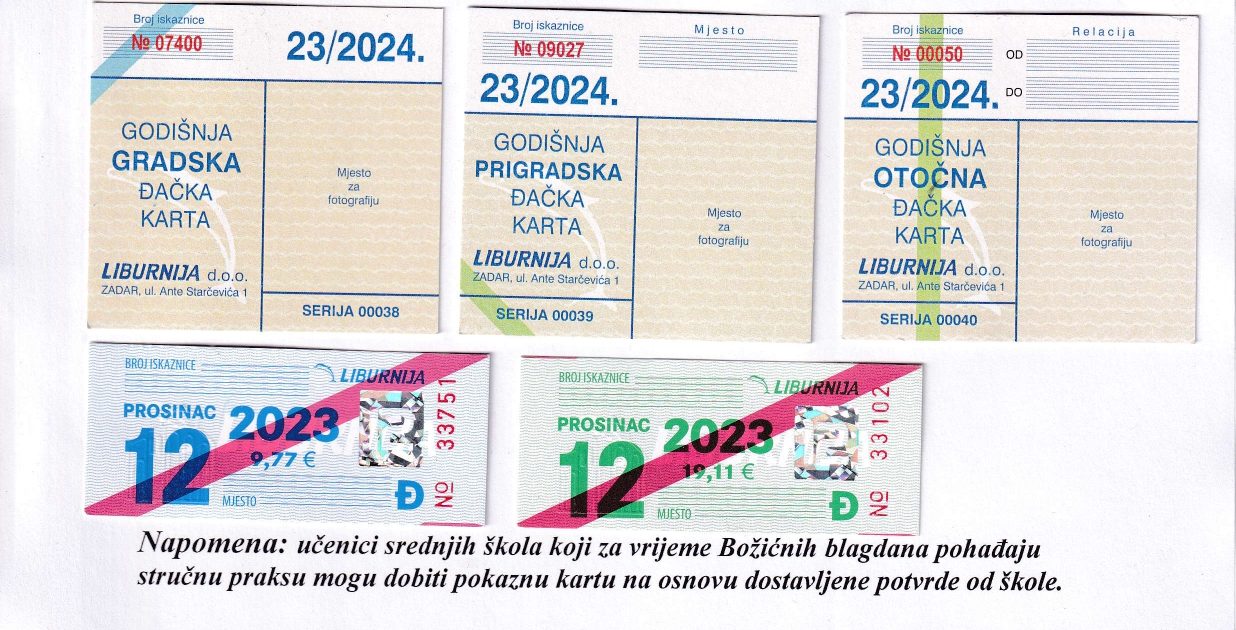 Broj iskaznice
№ 07400
23/2024.
GODIŠNJA
GRADSKA
ĐAČKA
KARTA
LIBURNIJA d.o.o.
ZADAR, ul. Ante Starčevića 1
Mjesto
za
fotografiju
SERIJA 00038
Broj iskaznice
№ 09027
Mjesto
23/2024.
GODIŠNJA
PRIGRADSKA
ĐAČKA
KARTA
LIBURNIJA d.o.o.
ZADAR, ul. Ante Starčevića 1
SERIJA 00039
Mjesto
za
fotografiju
Broj iskaznice
№ 00050
Relacija
OD
DO
23/2024.
GODIŠNJA
OTOČNA
ĐAČKA
KARTA
LIBURNIJA d.o.o.
ZADAR, ul. Ante Starčevića 1
SERIJA 00040
Mjesto
za
fotografiju
BROJ ISKAZNICE
LIBURNIJA
PROSINAC
12
2023
9,77 €
MJESTO
Đ
№ 33751
BROJ ISKAZNICE
LIBURNIJA
PROSINAC
12
2023
19,11 €
MJESTO
Đ
№ 33102
Napomena: učenici srednjih škola koji za vrijeme Božićnih blagdana pohađaju
stručnu praksu mogu dobiti pokaznu kartu na osnovu dostavljene potvrde od škole.